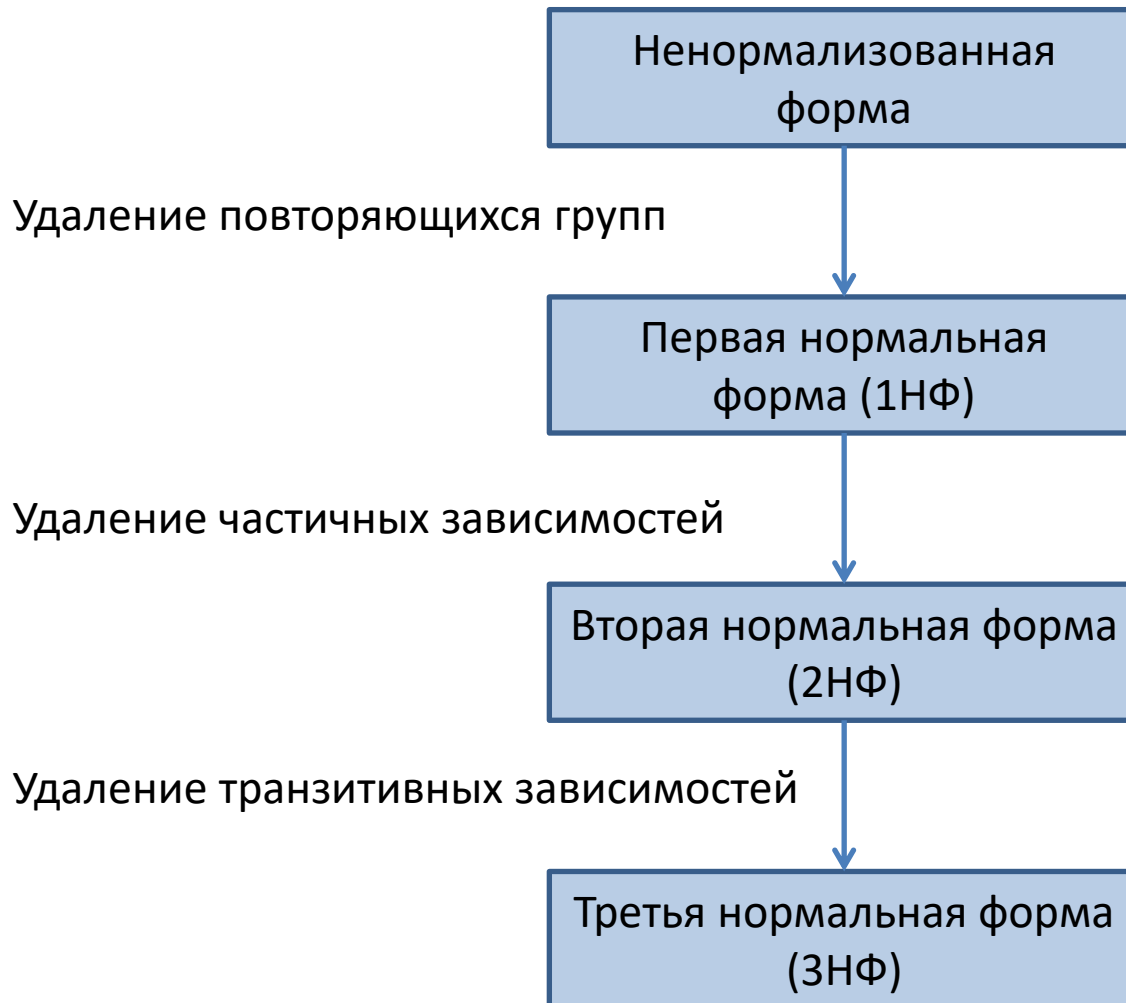 Ненормализованная
форма
Удаление повторяющихся групп
Первая нормальная
форма (1НФ)
Удаление частичных зависимостей
Вторая нормальная форма
(2НФ)
Удаление транзитивных зависимостей
Третья нормальная форма
(3НФ)